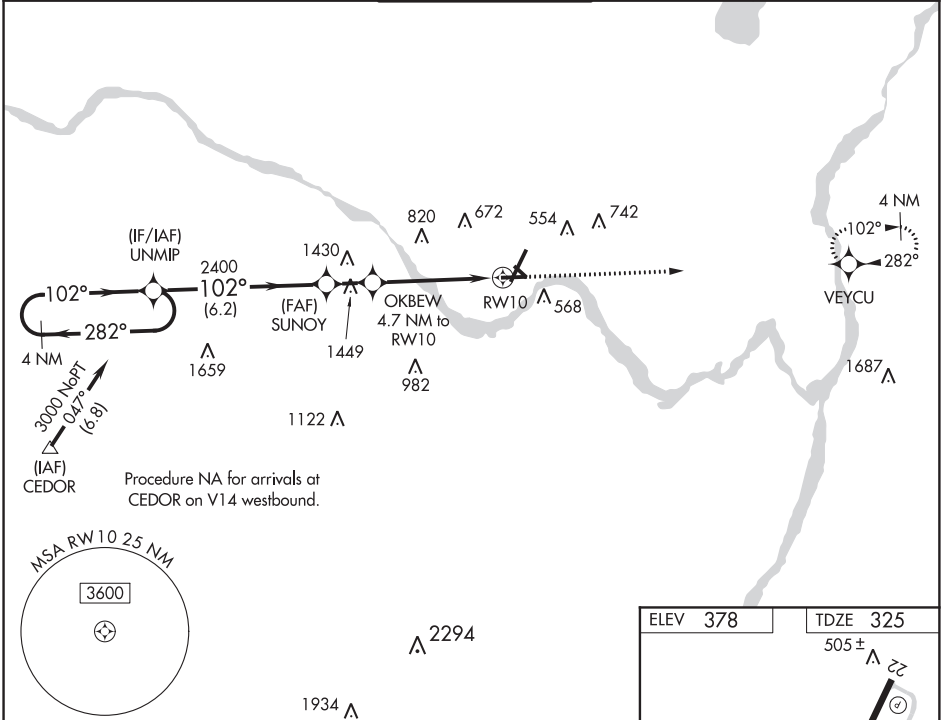 4 NM
102°
282°
VEYCU
1687
820
672
554
742
568
RW10
(IF/IAF)
UNMIP
2400
102°
(6.2)
102°
282°
4 NM
(FAF)
SUNOY
1430
1449
OKBEW
4.7 NM to
RW10
982
1659
1122
3000 NoPT
047°
(6.8)
(IAF)
CEDOR
Procedure NA for arrivals at
CEDOR on V14 westbound.
MSA RW10 25 NM
3600
2294
1934
ELEV 378
TDZE 325
505 ±
22
P